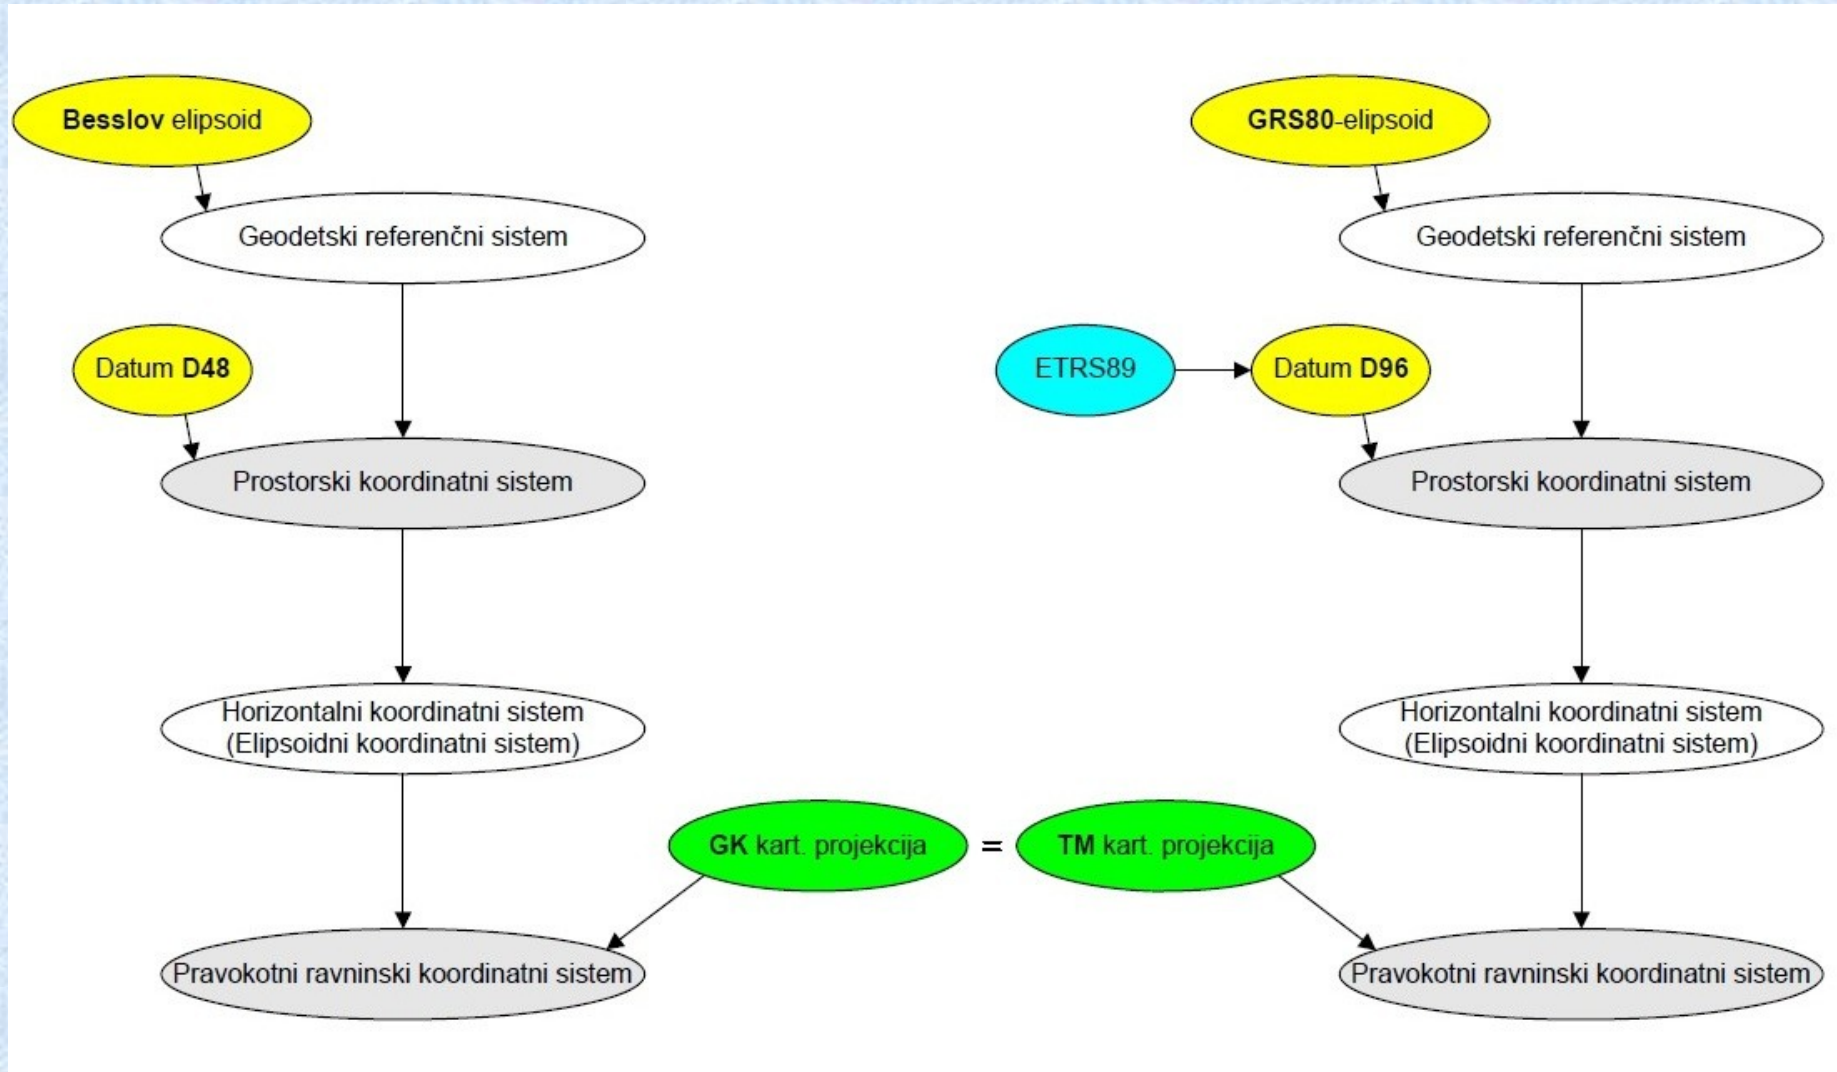 Besslov elipsoid
Geodetski referenčni sistem
Datum D48
Prostorski koordinatni sistem
Horizontalni koordinatni sistem
(Elipsoidni koordinatni sistem)
GK kart. projekcija
Pravokotni ravninski koordinatni sistem
=
GRS80-elipsoid
Geodetski referenčni sistem
ETRS89
Datum D96
Prostorski koordinatni sistem
Horizontalni koordinatni sistem
(Elipsoidni koordinatni sistem)
TM kart. projekcija
Pravokotni ravninski koordinatni sistem